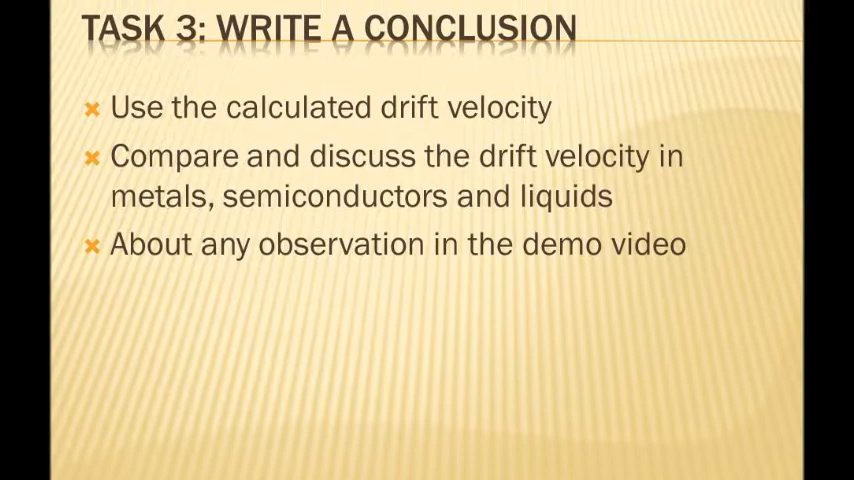 TASK 3: WRITE A CONCLUSION
Use the calculated drift velocity
Compare and discuss the drift velocity in
metals, semiconductors and liquids
About any observation in the demo video